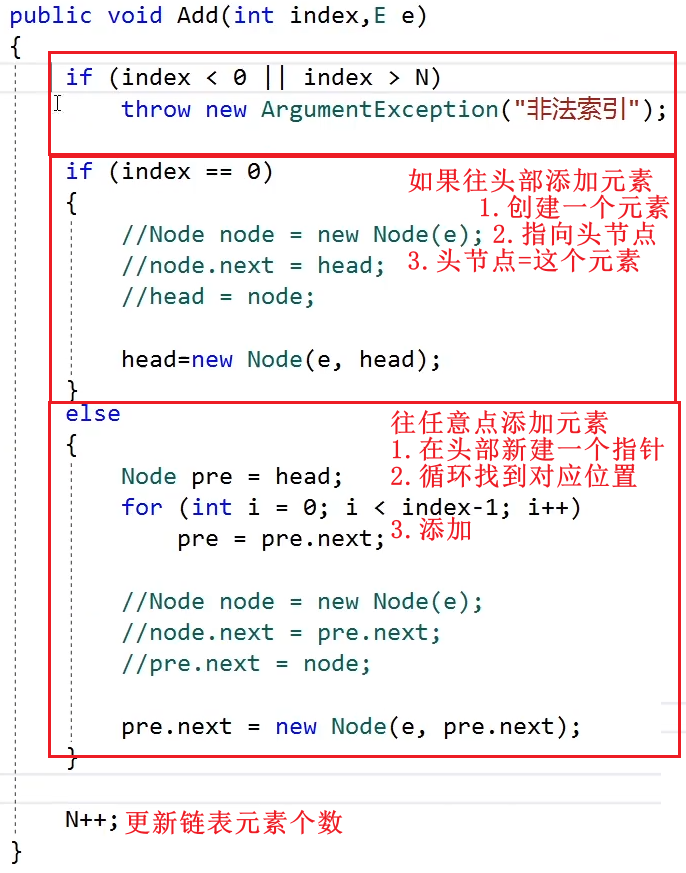 public void Add(int index,E e)
{
if (index < 0 || index > N)
throw new ArgumentException("非法索引");
if (index == 0) 如果往头部添加元素
{ 1.创建一个元素
//Node node = new Node(e); 2.指向头节点
//node.next = head; 3.头节点=这个元素
//head = node;
head=new Node(e, head);
}
else 往任意点添加元素
{ 1.在头部新建一个指针
Node pre = head; 2.循环找到对应位置
for (int i = 0; i < index-1; i++)
pre = pre.next; 3.添加
//Node node = new Node(e);
//node.next = pre.next;
//pre.next = node;
pre.next = new Node(e, pre.next);
}
N++; 更新链表元素个数
}